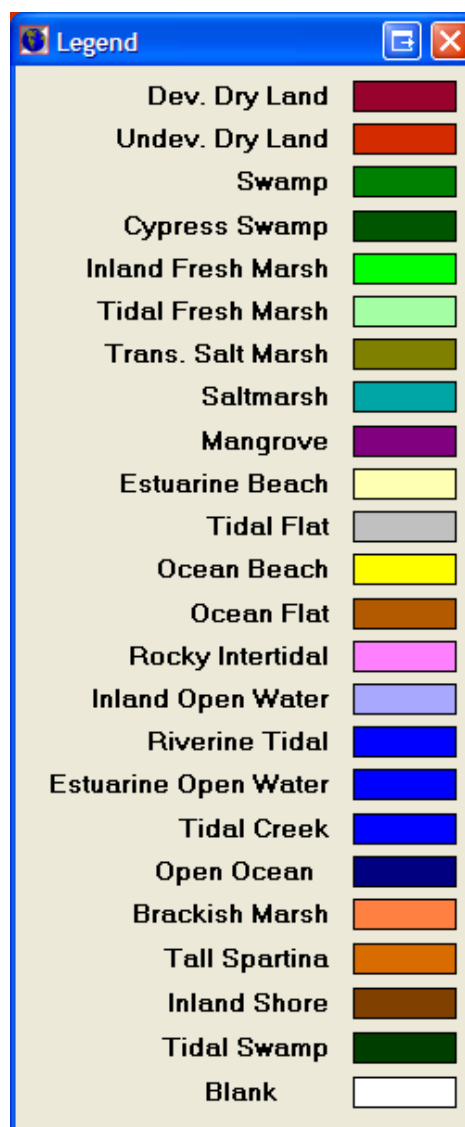 Legend
Dev. Dry Land
Undev. Dry Land
Swamp
Cypress Swamp
Inland Fresh Marsh
Tidal Fresh Marsh
Trans. Salt Marsh
Saltmarsh
Mangrove
Estuarine Beach
Tidal Flat
Ocean Beach
Ocean Flat
Rocky Intertidal
Inland Open Water
Riverine Tidal
Estuarine Open Water
Tidal Creek
Open Ocean
Brackish Marsh
Tall Spartina
Inland Shore
Tidal Swamp
Blank